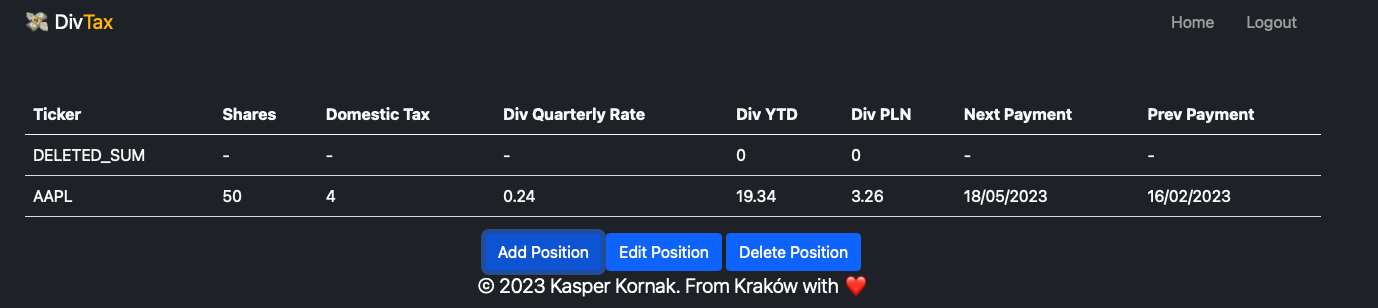 💸 DivTax Home Logout
Ticker Shares Domestic Tax Div Quarterly Rate Div YTD Div PLN Next Payment Prev Payment
DELETED_SUM - - - 0 0 - -
AAPL 50 4 0.24 19.34 3.26 18/05/2023 16/02/2023
Add Position Edit Position Delete Position
© 2023 Kasper Kornak. From Kraków with ❤️